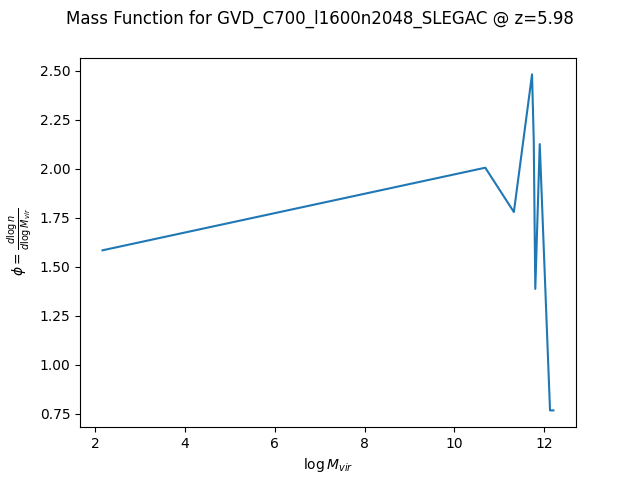 Mass Function for GVD_C700_l1600n2048_SLEGAC @ z=5.98
2.50
2.25
2.00
1.75
1.50
1.25
1.00
0.75
ϕ = d log n / d log M_vir
2 4 6 8 10 12
log M_vir